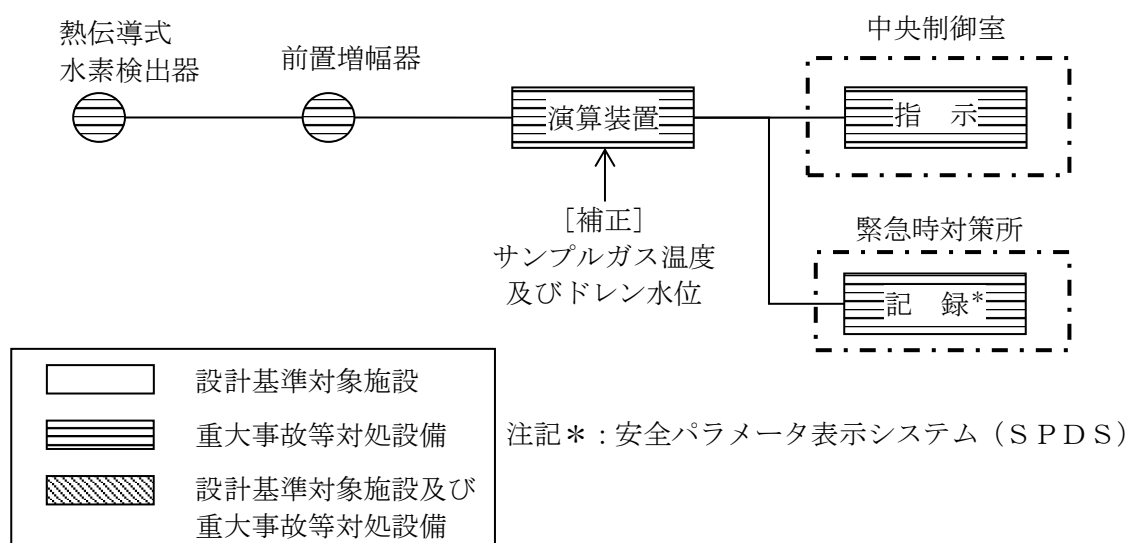 熱伝導式
水素検出器
前置増幅器
演算装置
中央制御室
指 示
[補正]
サンプルガス温度
及びドレン水位
緊急時対策所
記 録*
設計基準対象施設
重大事故等対処設備
設計基準対象施設及び
重大事故等対処設備
注記*:安全パラメータ表示システム(SPDS)